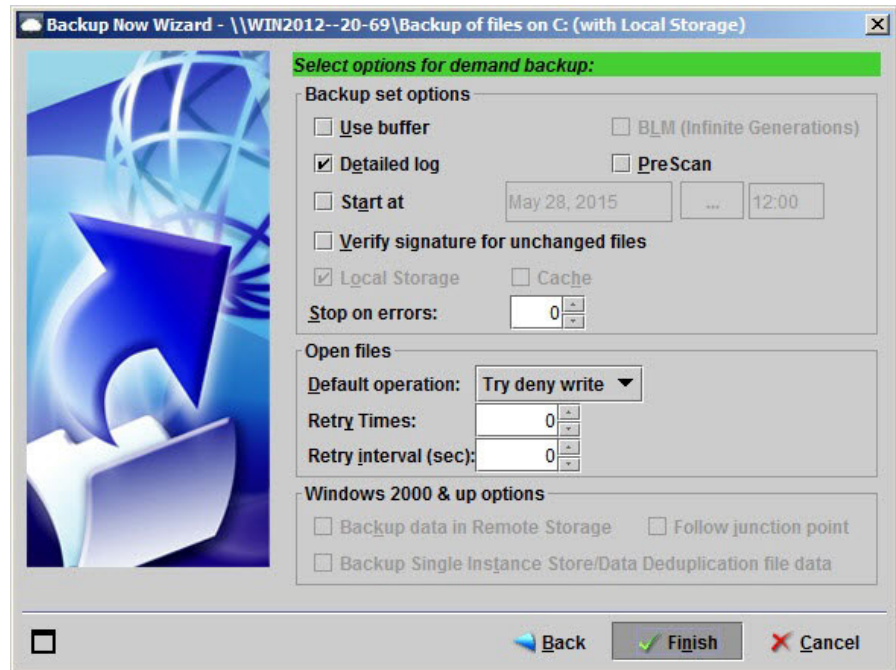 Backup Now Wizard - \\WIN2012--20-69\Backup of files on C: (with Local Storage)
Select options for demand backup:
Backup set options
Use buffer BLM (Infinite Generations)
Detailed log PreScan
Start at May 28, 2015 ... 12:00
Verify signature for unchanged files
Local Storage Cache
Stop on errors: 0
Open files
Default operation: Try deny write
Retry Times: 0
Retry interval (sec): 0
Windows 2000 & up options
Backup data in Remote Storage Follow junction point
Backup Single Instance Store/Data Deduplication file data
Back Finish Cancel